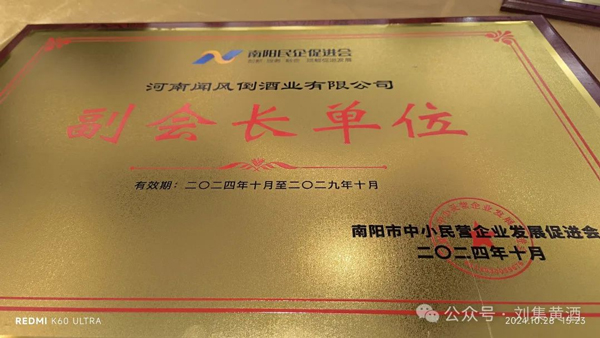 南阳民企促进会
河南闻风倒酒业有限公司
副会长单位
有效期：二〇二四年十月至二〇二九年十月
南阳市中小民营企业发展促进会
二〇二四年十月
REDMI K60 ULTRA
公众号·刘集黄酒
2024.10.28 15:23